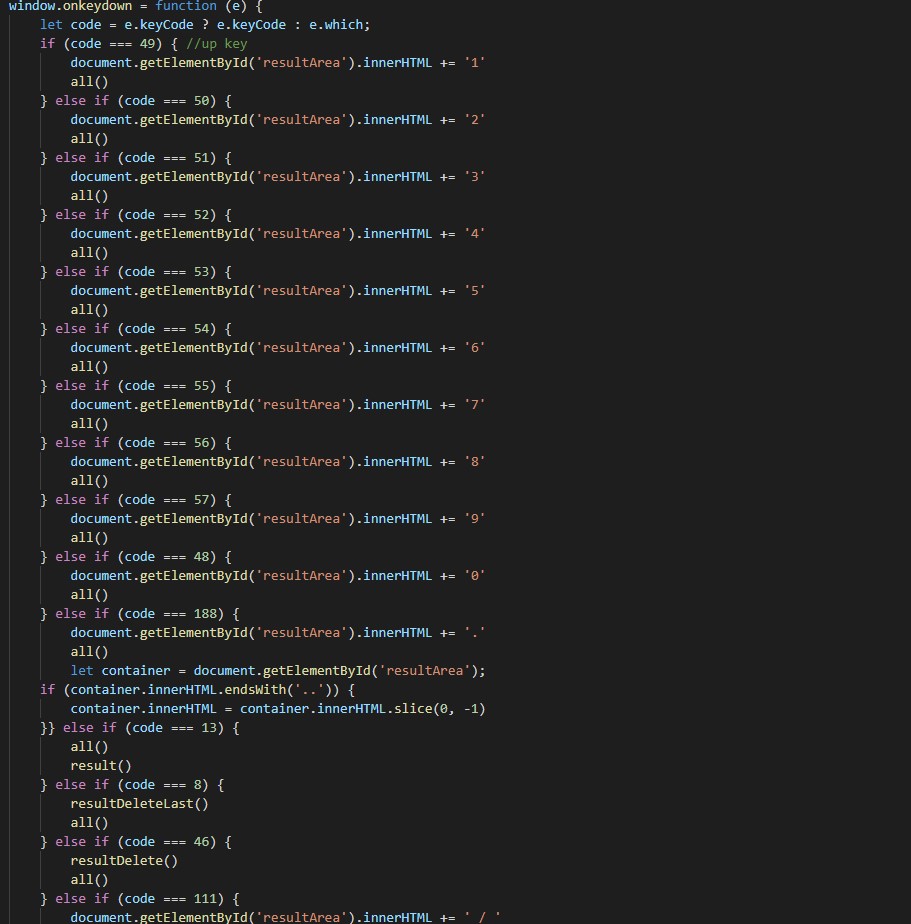 window.onkeydown = function (e) {
    let code = e.keyCode ? e.keyCode : e.which;
    if (code === 49) { //up key
        document.getElementById('resultArea').innerHTML += '1'
        all()
    } else if (code === 50) {
        document.getElementById('resultArea').innerHTML += '2'
        all()
    } else if (code === 51) {
        document.getElementById('resultArea').innerHTML += '3'
        all()
    } else if (code === 52) {
        document.getElementById('resultArea').innerHTML += '4'
        all()
    } else if (code === 53) {
        document.getElementById('resultArea').innerHTML += '5'
        all()
    } else if (code === 54) {
        document.getElementById('resultArea').innerHTML += '6'
        all()
    } else if (code === 55) {
        document.getElementById('resultArea').innerHTML += '7'
        all()
    } else if (code === 56) {
        document.getElementById('resultArea').innerHTML += '8'
        all()
    } else if (code === 57) {
        document.getElementById('resultArea').innerHTML += '9'
        all()
    } else if (code === 48) {
        document.getElementById('resultArea').innerHTML += '0'
        all()
    } else if (code === 188) {
        document.getElementById('resultArea').innerHTML += '.'
        all()
        let container = document.getElementById('resultArea');
    if (container.innerHTML.endsWith('..')) {
        container.innerHTML = container.innerHTML.slice(0, -1)
    }} else if (code === 13) {
        all()
        result()
    } else if (code === 8) {
        resultDeleteLast()
        all()
    } else if (code === 46) {
        resultDelete()
        all()
    } else if (code === 111) {
        document.getElementById('resultArea').innerHTML += ' / '